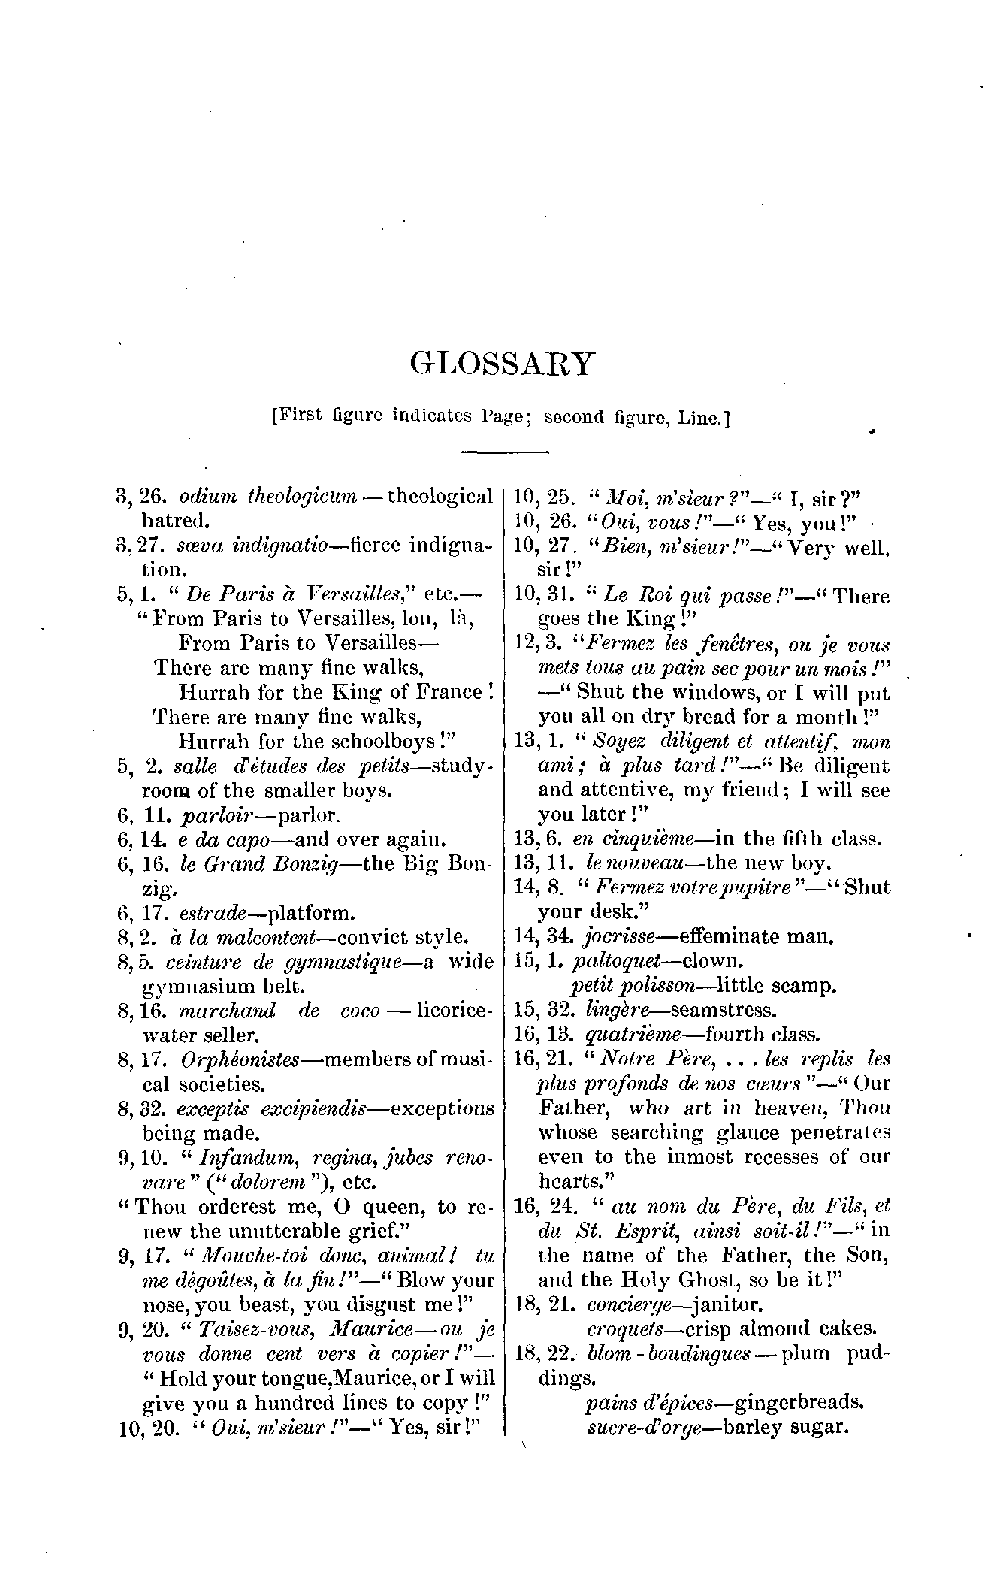 GLOSSARY
[First figure indicates Page; second figure, Line.]
3, 26. odium theologicum—theological
hatred.
3, 27. sœva indignatio—fierce indigna-
tion.
5, 1. “ De Paris à Versailles,” etc.—
“From Paris to Versailles, lon, là,
From Paris to Versailles—
There are many fine walks,
Hurrah for the King of France!
There are many fine walks,
Hurrah for the schoolboys!”
5, 2. salle d'études des petits—study-
room of the smaller boys.
6, 11. parloir—parlor.
6, 14. e da capo—and over again.
6, 16. le Grand Bonzig—the Big Bon-
zig.
6, 17. estrade—platform.
8, 2. à la malcontent—convict style.
8, 5. ceinture de gymnastique—a wide
gymnasium belt.
8, 16. marchand de coco—licorice-
water seller.
8, 17. Orphéonistes—members of musi-
cal societies.
8, 32. exceptis excipiendis—exceptions
being made.
9, 10. “ Infandum, regina, jubes reno-
vare” (“dolorem”), etc.
“Thou orderest me, O queen, to re-
new the unutterable grief.”
9, 17. “ Mouche-toi donc, animal! tu
me dégoûtes, à la fin!”—“Blow your
nose, you beast, you disgust me!”
9, 20. “ Taisez-vous, Maurice—ou je
vous donne cent vers à copier!”—
“Hold your tongue, Maurice, or I will
give you a hundred lines to copy!”
10, 20. “ Oui, m'sieur!”—“ Yes, sir!”
10, 25. “ Moi, m'sieur?”—“ I, sir?”
10, 26. “Oui, vous!”—“ Yes, you!”
10, 27. “Bien, m'sieur!”—“Very well,
sir!”
10, 31. “ Le Roi qui passe!”—“There
goes the King!”
12, 3. “Fermez les fenêtres, ou je vous
mets tous au pain sec pour un mois!”
—“Shut the windows, or I will put
you all on dry bread for a month!”
13, 1. “ Soyez diligent et attentif, mon
ami; à plus tard!”—“Be diligent
and attentive, my friend; I will see
you later!”
13, 6. en cinquième—in the fifth class.
13, 11. le nouveau—the new boy.
14, 8. “ Fermez votre pupitre”—“Shut
your desk.”
14, 34. jocrisse—effeminate man.
15, 1. paltoquet—clown.
petit polisson—little scamp.
15, 32. lingère—seamstress.
16, 13. quatrième—fourth class.
16, 21. “Notre Père, . . . les replis les
plus profonds de nos cœurs”—“Our
Father, who art in heaven, Thou
whose searching glance penetrates
even to the inmost recesses of our
hearts.”
16, 24. “ au nom du Père, du Fils, et
du St. Esprit, ainsi soit-il!”—“in
the name of the Father, the Son,
and the Holy Ghost, so be it!”
18, 21. concierge—janitor.
croquets—crisp almond cakes.
18, 22. blom-boudingues—plum pud-
dings.
pains d'épices—gingerbreads.
sucre-d'orge—barley sugar.